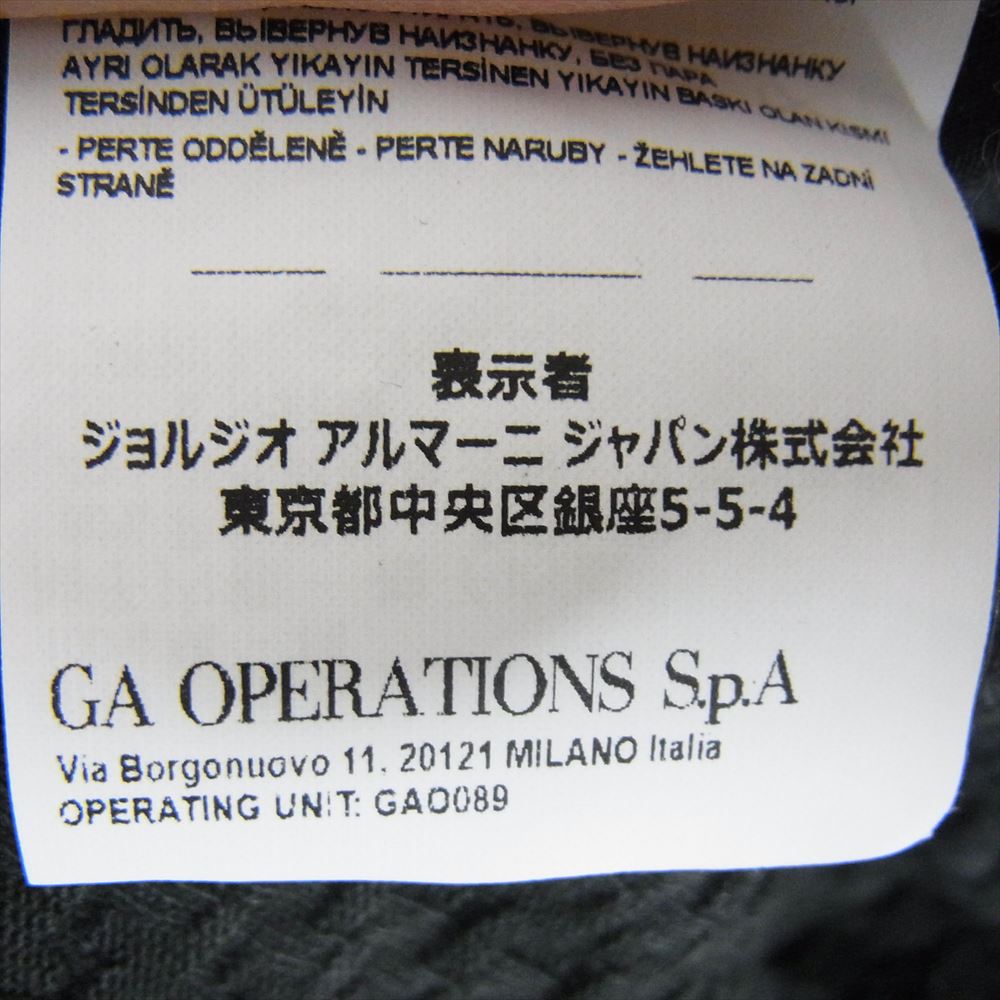 ГЛАДИТЬ, ВЫВЕРНУВ НАИЗНАНКУ, БЕЗ ПАРА
ВЫВЕРНУВ НАИЗНАНКУ
AYRI OLARAK YIKAYIN TERSİNEN YIKAYIN BASKI OLAN KISMI
TERSİNDEN ÜTÜLEYİN
- PERTE ODDĚLENĚ - PERTE NARUBY - ŽEHLETE NA ZADNÍ
STRANĚ
表示者
ジョルジオ アルマーニ ジャパン株式会社
東京都中央区銀座5-5-4
GA OPERATIONS S.p.A
Via Borgonuovo 11, 20121 MILANO Italia
OPERATING UNIT: GAO089